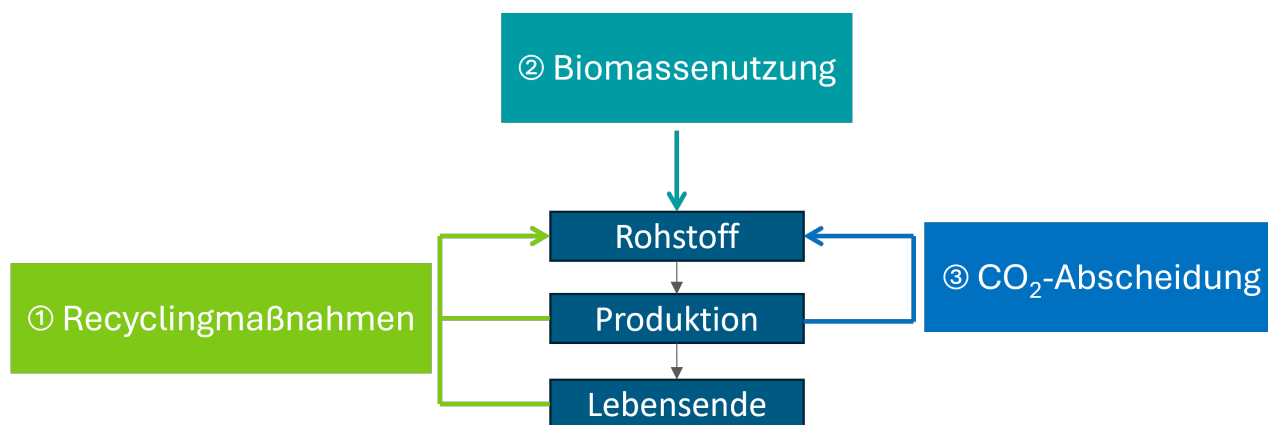 ② Biomassenutzung
Rohstoff
① Recyclingmaßnahmen
③ CO₂-Abscheidung
Produktion
Lebensende